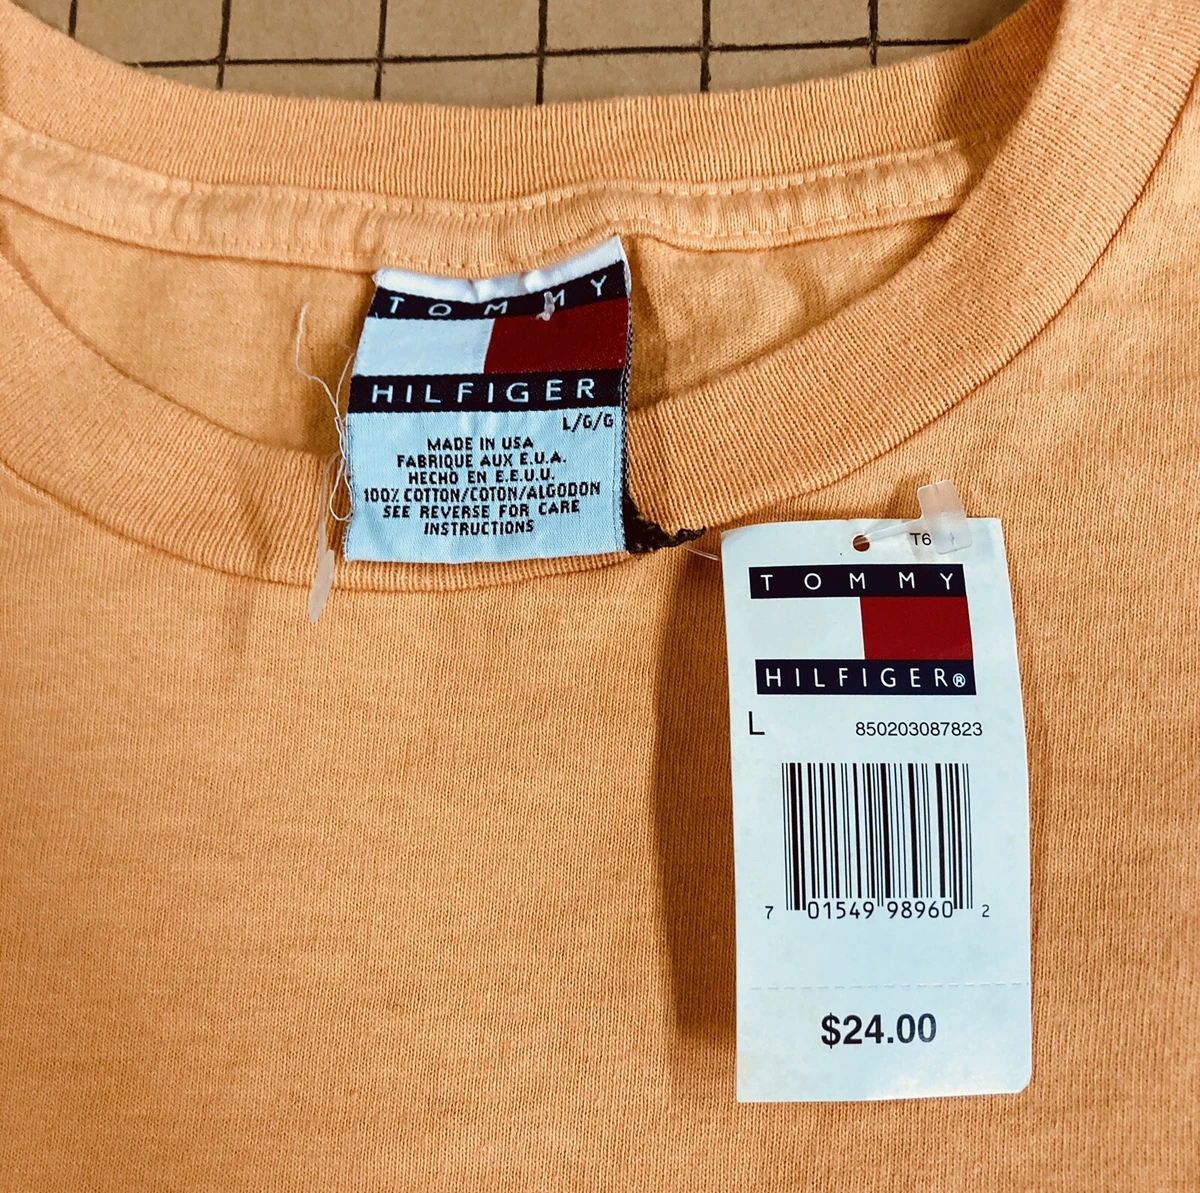 TOMMY
HILFIGER
L/G/G
MADE IN USA
FABRIQUE AUX E.U.A.
HECHO EN E.E.U.U.
100% COTTON/COTON/ALGODON
SEE REVERSE FOR CARE
INSTRUCTIONS
T6
TOMMY
HILFIGER®
L 850203087823
7 01549 98960 2
$24.00